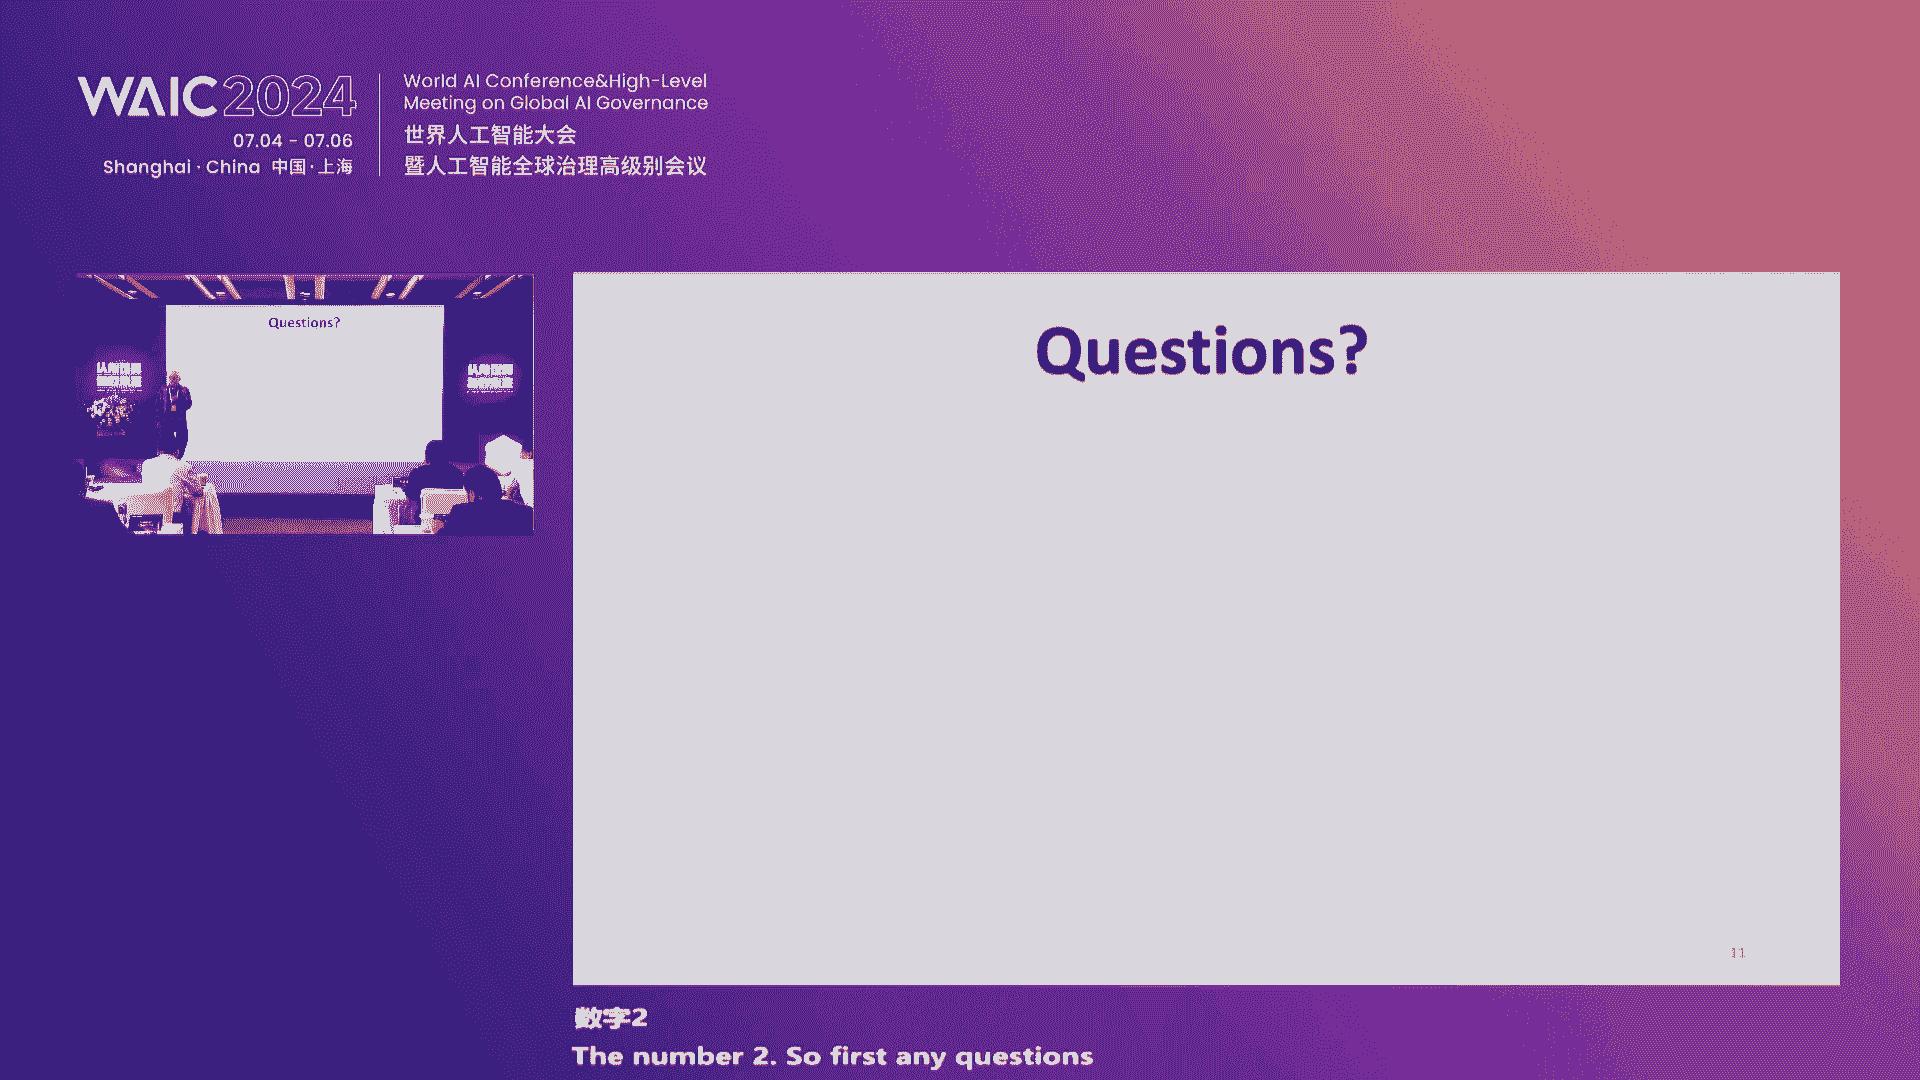 WAIC 2024
07.04 - 07.06
Shanghai · China 中国·上海
World AI Conference&High-Level
Meeting on Global AI Governance
世界人工智能大会
暨人工智能全球治理高级别会议
Questions?
Questions?
11
数字2
The number 2. So first any questions